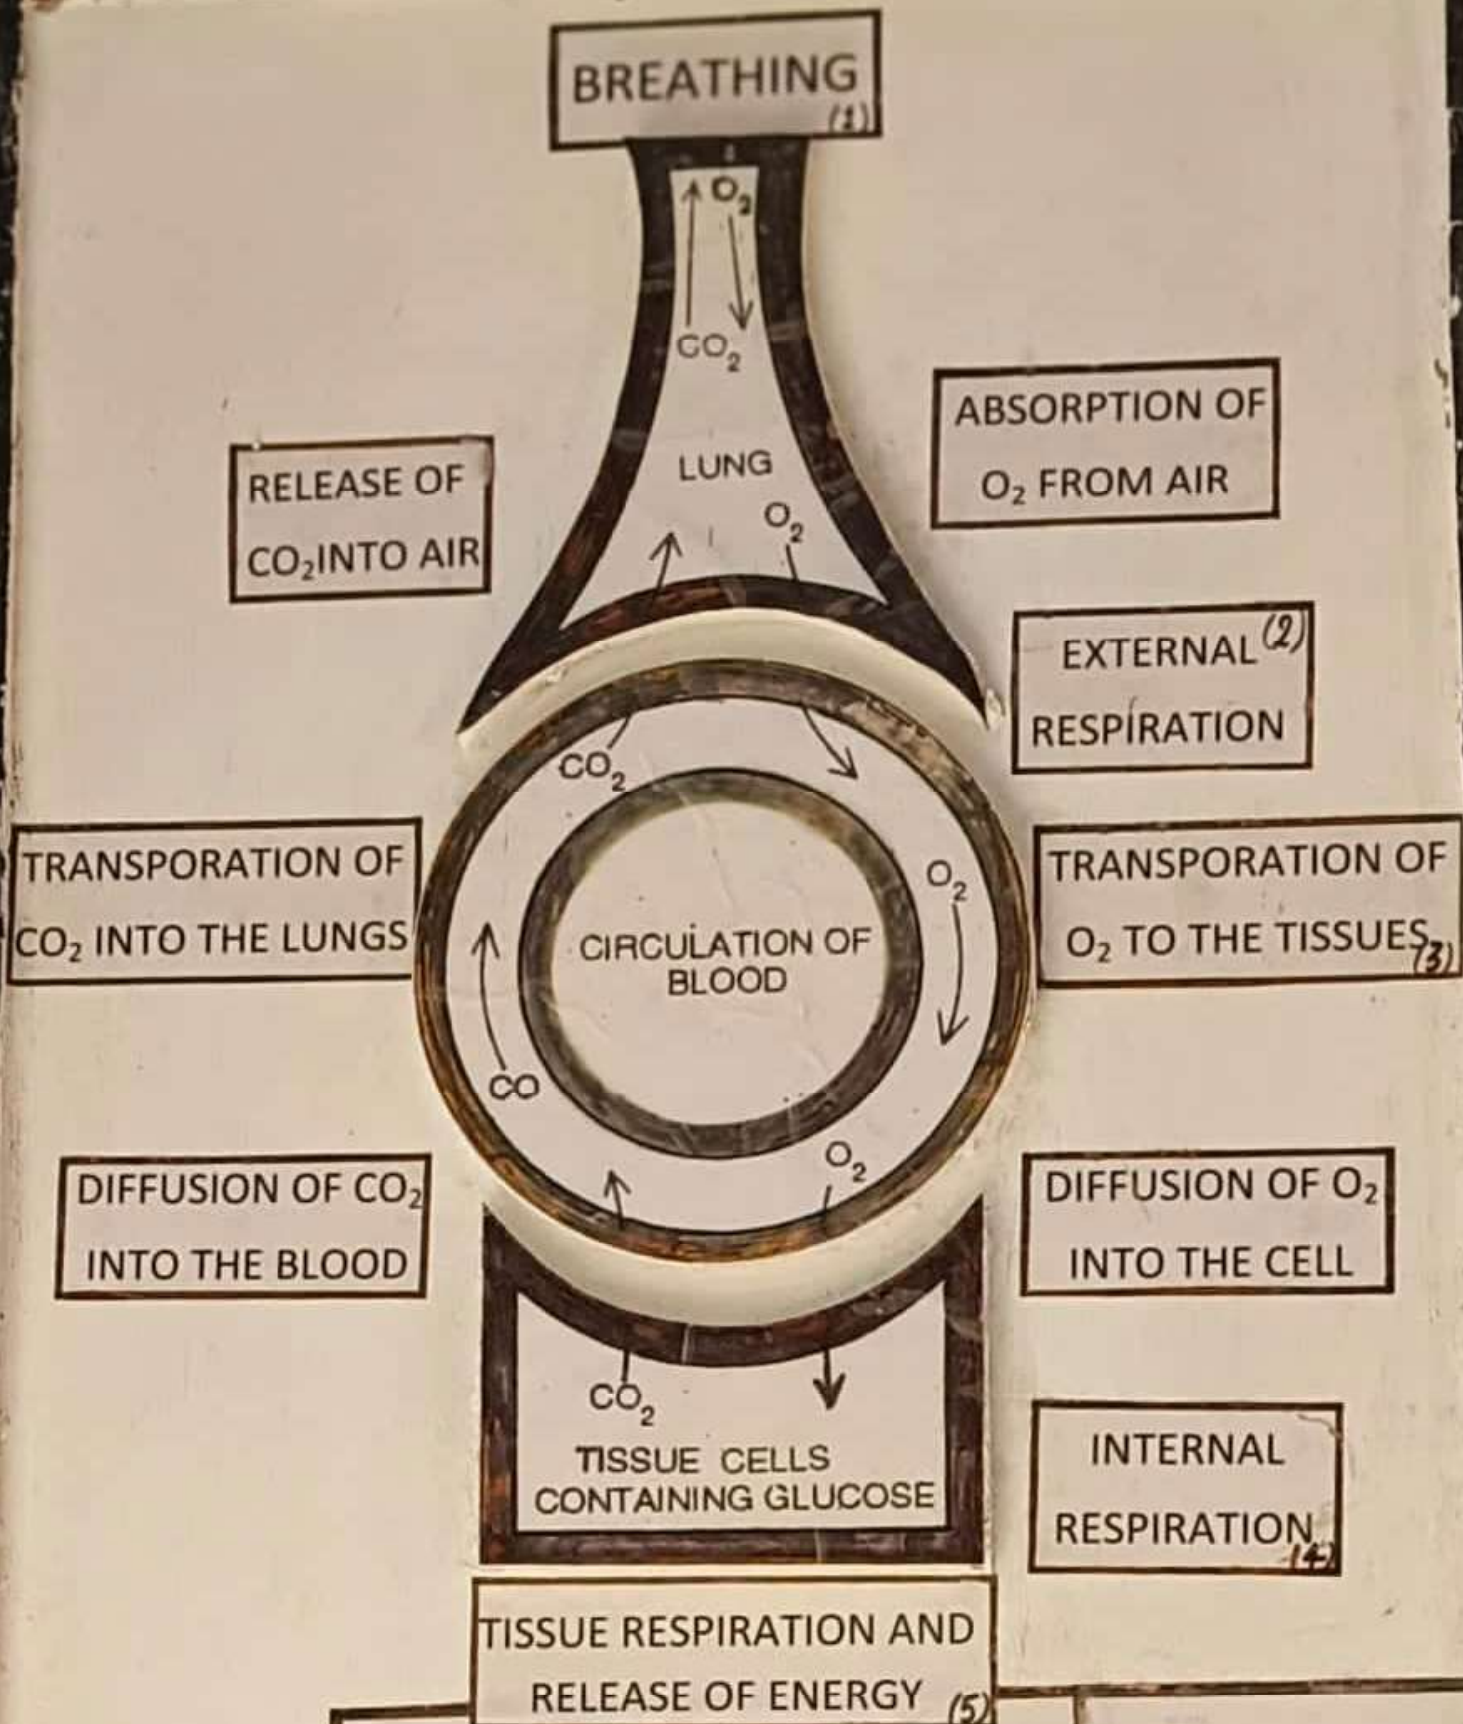 BREATHING
(1)
O₂
CO₂
LUNG
O₂
RELEASE OF
CO₂INTO AIR
ABSORPTION OF
O₂ FROM AIR
EXTERNAL (2)
RESPIRATION
CO₂
O₂
TRANSPORATION OF
CO₂ INTO THE LUNGS
CIRCULATION OF
BLOOD
TRANSPORATION OF
O₂ TO THE TISSUES
(3)
CO
O₂
DIFFUSION OF CO₂
INTO THE BLOOD
DIFFUSION OF O₂
INTO THE CELL
CO₂
TISSUE CELLS
CONTAINING GLUCOSE
INTERNAL
RESPIRATION
(4)
TISSUE RESPIRATION AND
RELEASE OF ENERGY (5)